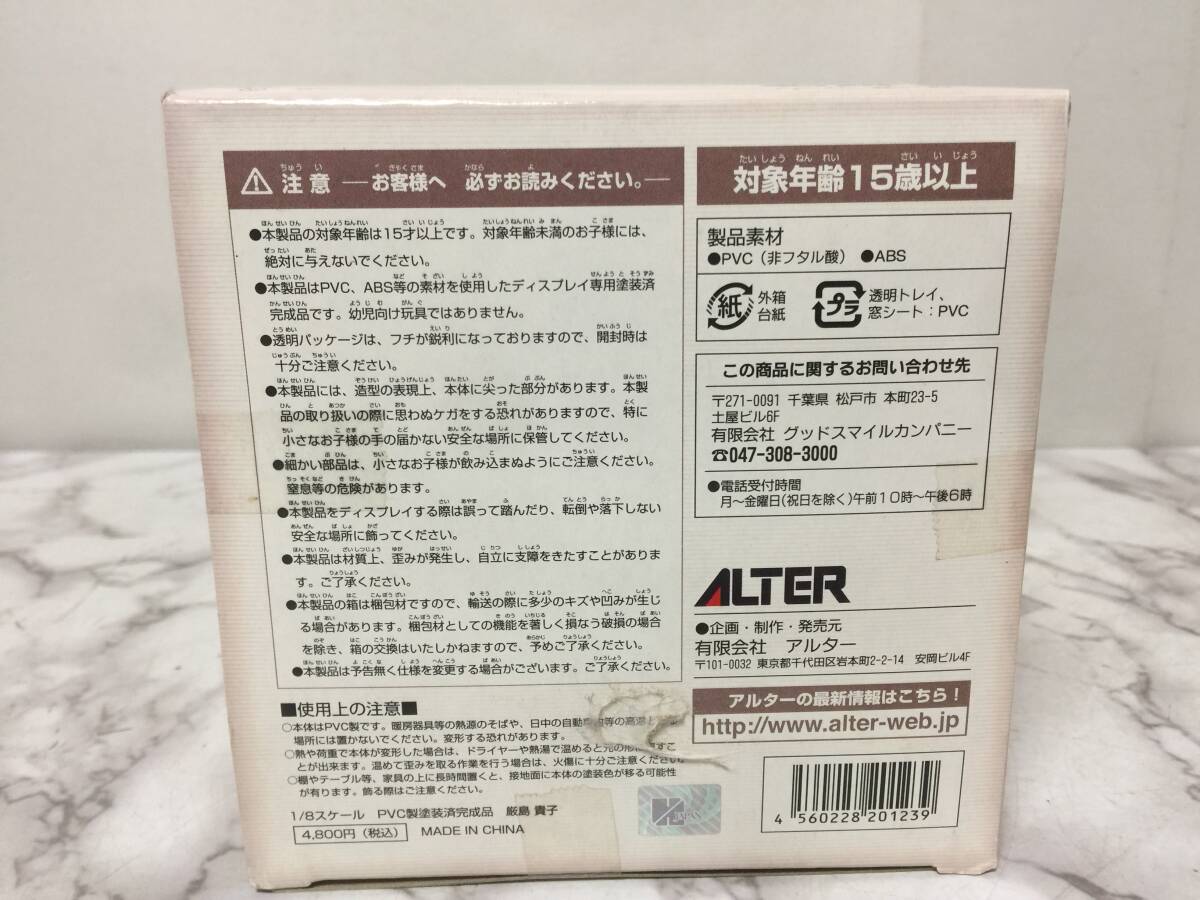 注意 ―お客様へ 必ずお読みください。―
●本製品の対象年齢は15才以上です。対象年齢未満のお子様には、
絶対に与えないでください。
●本製品はPVC、ABS等の素材を使用したディスプレイ専用塗装済
完成品です。幼児向け玩具ではありません。
●透明パッケージは、フチが鋭利になっておりますので、開封時は
十分ご注意ください。
●本製品には、造型の表現上、本体に尖った部分があります。本製
品の取り扱いの際に思わぬケガをする恐れがありますので、特に
小さなお子様の手の届かない安全な場所に保管してください。
●細かい部品は、小さなお子様が飲み込まぬようにご注意ください。
窒息等の危険があります。
●本製品をディスプレイする際は誤って踏んだり、転倒や落下しない
安全な場所に飾ってください。
●本製品は材質上、歪みが発生し、自立に支障をきたすことがありま
す。ご了承ください。
●本製品の箱は梱包材ですので、輸送の際に多少のキズや凹みが生じ
る場合があります。梱包材としての機能を著しく損なう破損の場合
を除き、箱の交換はいたしかねますので、予めご了承ください。
●本製品は予告無く仕様を変更する場合がございます。ご了承ください。
■使用上の注意■
○本体はPVC製です。暖房器具等の熱源のそばや、日中の自動車内等の高温と
場所には置かないでください。変形する恐れがあります。
○熱や荷重で本体が変形した場合は、ドライヤーや熱湯で温めると元の形に戻すこ
とが出来ます。温めて歪みを取る作業を行う場合は、火傷に十分ご注意ください。
○棚やテーブル等、家具の上に長時間置くと、接地面に本体の塗装色が移る可能性
が有ります。飾る際はご注意ください。
1/8スケール PVC製塗装済完成品 厳島 貴子
4,800円（税込） MADE IN CHINA
対象年齢15歳以上
製品素材
●PVC（非フタル酸） ●ABS
紙 外箱
台紙
プラ 透明トレイ、
窓シート：PVC
この商品に関するお問い合わせ先
〒271-0091 千葉県 松戸市 本町23-5
土屋ビル6F
有限会社 グッドスマイルカンパニー
☎047-308-3000
●電話受付時間
月～金曜日(祝日を除く)午前10時～午後6時
ALTER
●企画・制作・発売元
有限会社 アルター
〒101-0032 東京都千代田区岩本町2-2-14 安岡ビル4F
アルターの最新情報はこちら！
http://www.alter-web.jp
4 560228 201239